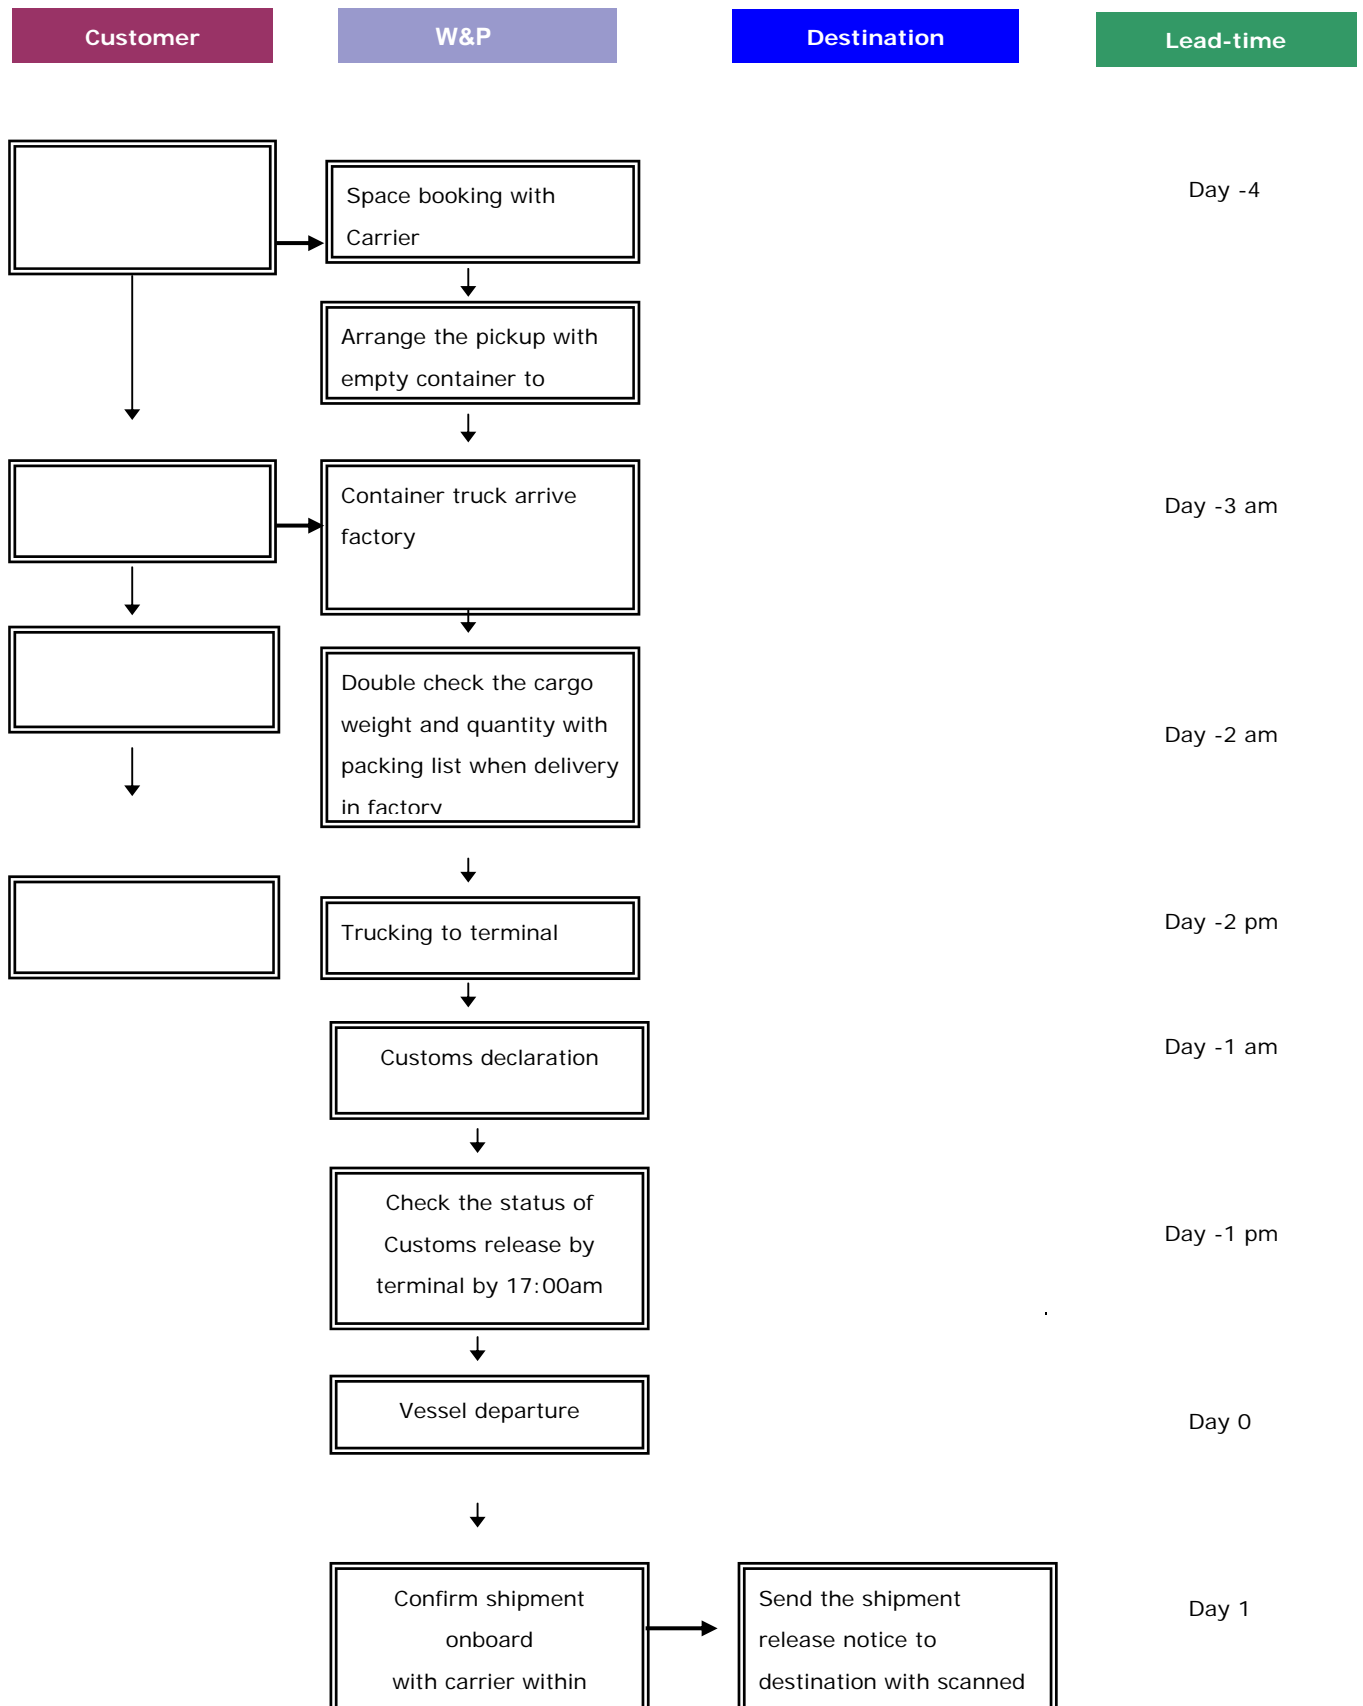 Customer
W&P
Destination
Lead-time
Space booking with
Carrier
Day -4
Arrange the pickup with
empty container to
Container truck arrive
factory
Day -3 am
Double check the cargo
weight and quantity with
packing list when delivery
in factory
Day -2 am
Trucking to terminal
Day -2 pm
Customs declaration
Day -1 am
Check the status of
Customs release by
terminal by 17:00am
Day -1 pm
Vessel departure
Day 0
Confirm shipment
onboard
with carrier within
Send the shipment
release notice to
destination with scanned
Day 1